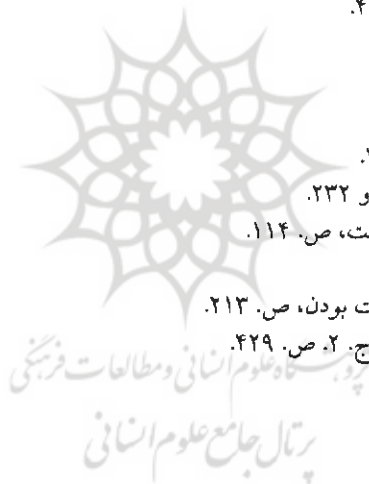 ۴.
.
و ۲۳۲.
ت، ص. ۱۱۴.
ت بودن، ص. ۲۱۳.
ج. ۲. ص. ۴۲۹.
پژوهشگاه علوم انسانی و مطالعات فرهنگی
پرتال جامع علوم انسانی